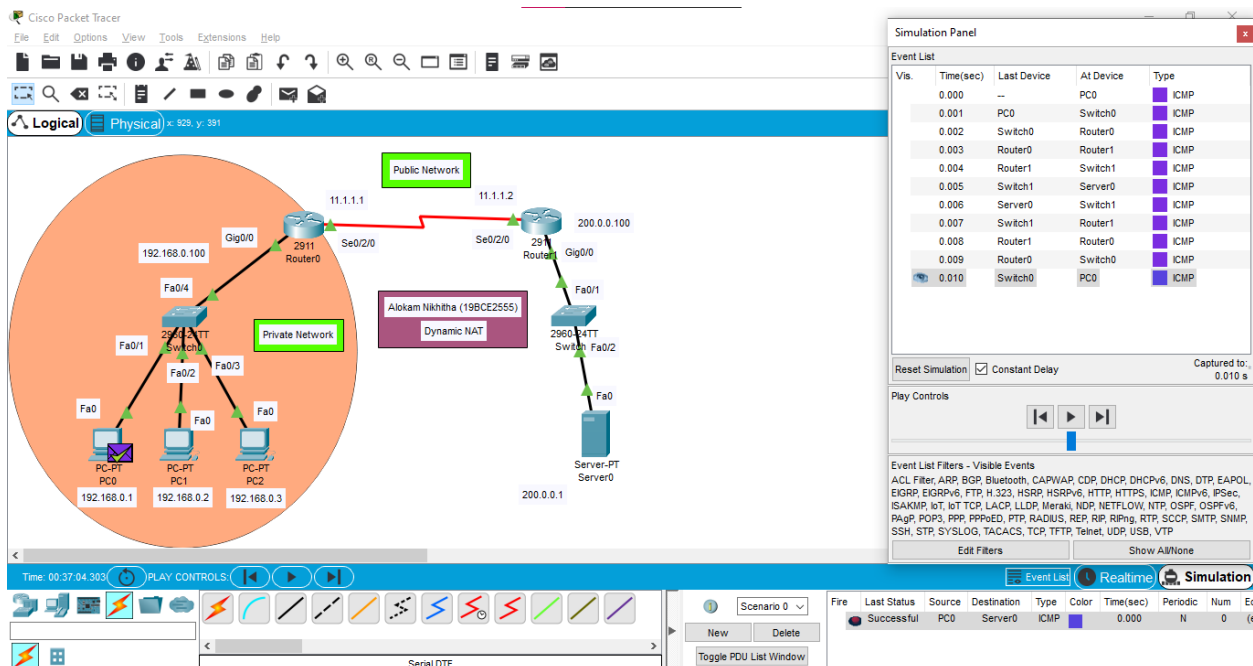 Cisco Packet Tracer
File Edit Options View Tools Extensions Help
Logical
Physical
x: 929, y: 391
Public Network
11.1.1.1
11.1.1.2
200.0.0.100
Gig0/0
Se0/2/0
Se0/2/0
2911
Router0
2911
Router1
Gig0/0
192.168.0.100
Fa0/4
Fa0/1
2960-24TT
Switch0
Private Network
Alokam Nikhitha (19BCE2555)
Dynamic NAT
2960-24TT
Switch
Fa0/2
Fa0/1
Fa0/2
Fa0/3
Fa0
Fa0
Fa0
Fa0
PC-PT
PC0
PC-PT
PC1
PC-PT
PC2
Server-PT
Server0
192.168.0.1
192.168.0.2
192.168.0.3
200.0.0.1
Simulation Panel
x
Event List
Vis. Time(sec) Last Device At Device Type
0.000 -- PC0 ICMP
0.001 PC0 Switch0 ICMP
0.002 Switch0 Router0 ICMP
0.003 Router0 Router1 ICMP
0.004 Router1 Switch1 ICMP
0.005 Switch1 Server0 ICMP
0.006 Server0 Switch1 ICMP
0.007 Switch1 Router1 ICMP
0.008 Router1 Router0 ICMP
0.009 Router0 Switch0 ICMP
0.010 Switch0 PC0 ICMP
Reset Simulation
Constant Delay
Captured to:
0.010 s
Play Controls
Event List Filters - Visible Events
ACL Filter, ARP, BGP, Bluetooth, CAPWAP, CDP, DHCP, DHCPv6, DNS, DTP, EAPOL,
EIGRP, EIGRPv6, FTP, H.323, HSRP, HSRPv6, HTTP, HTTPS, ICMP, ICMPv6, IPSec,
ISAKMP, IoT, IoT TCP, LACP, LLDP, Meraki, NDP, NETFLOW, NTP, OSPF, OSPFv6,
PAgP, POP3, PPP, PPPoED, PTP, RADIUS, REP, RIP, RIPng, RTP, SCCP, SMTP, SNMP,
SSH, STP, SYSLOG, TACACS, TCP, TFTP, Telnet, UDP, USB, VTP
Edit Filters
Show All/None
Time: 00:37:04.303
PLAY CONTROLS:
Event List
Realtime
Simulation
Scenario 0
New
Delete
Toggle PDU List Window
Fire Last Status Source Destination Type Color Time(sec) Periodic Num
Successful PC0 Server0 ICMP 0.000 N 0
Serial DTE